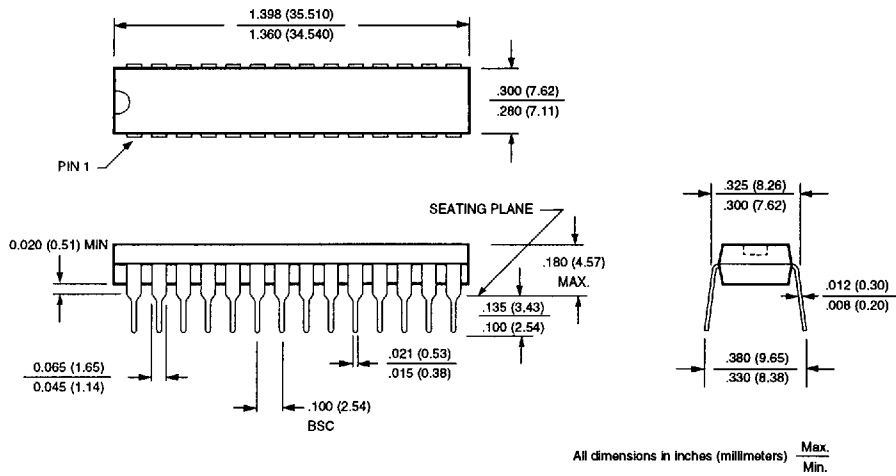 1.398 (35.510)
1.360 (34.540)
.300 (7.62)
.280 (7.11)
PIN 1
SEATING PLANE
.325 (8.26)
.300 (7.62)
0.020 (0.51) MIN
.180 (4.57)
MAX.
.012 (0.30)
.008 (0.20)
.135 (3.43)
.100 (2.54)
0.065 (1.65)
0.045 (1.14)
.021 (0.53)
.015 (0.38)
.380 (9.65)
.330 (8.38)
.100 (2.54)
BSC
All dimensions in inches (millimeters) Max.
Min.